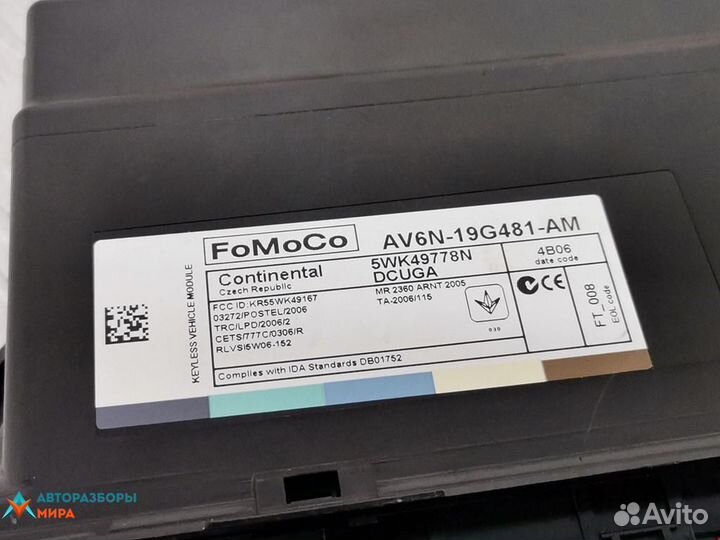 FoMoCo
AV6N-19G481-AM
Continental
Czech Republic
5WK49778N
DCUGA
4B06
date code
KEYLESS VEHICLE MODULE
FCC ID:KR55WK49167
03272/POSTEL/2006
TRC/LPD/2006/2
CETS/777C/0306/R
RLVSI5W06-152
MR 2360 ARNT 2005
TA-2006/115
030
FT_008
EOL code
Complies with IDA Standards DB01752
АВТОРАЗБОРЫ
МИРА
Avito